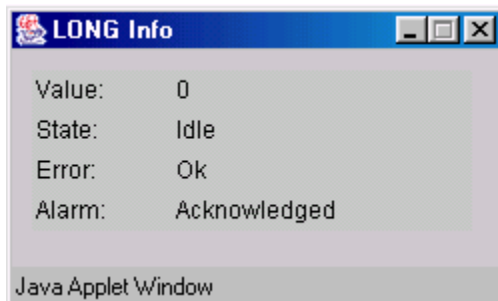 LONG Info
Value: 0
State: Idle
Error: Ok
Alarm: Acknowledged
Java Applet Window